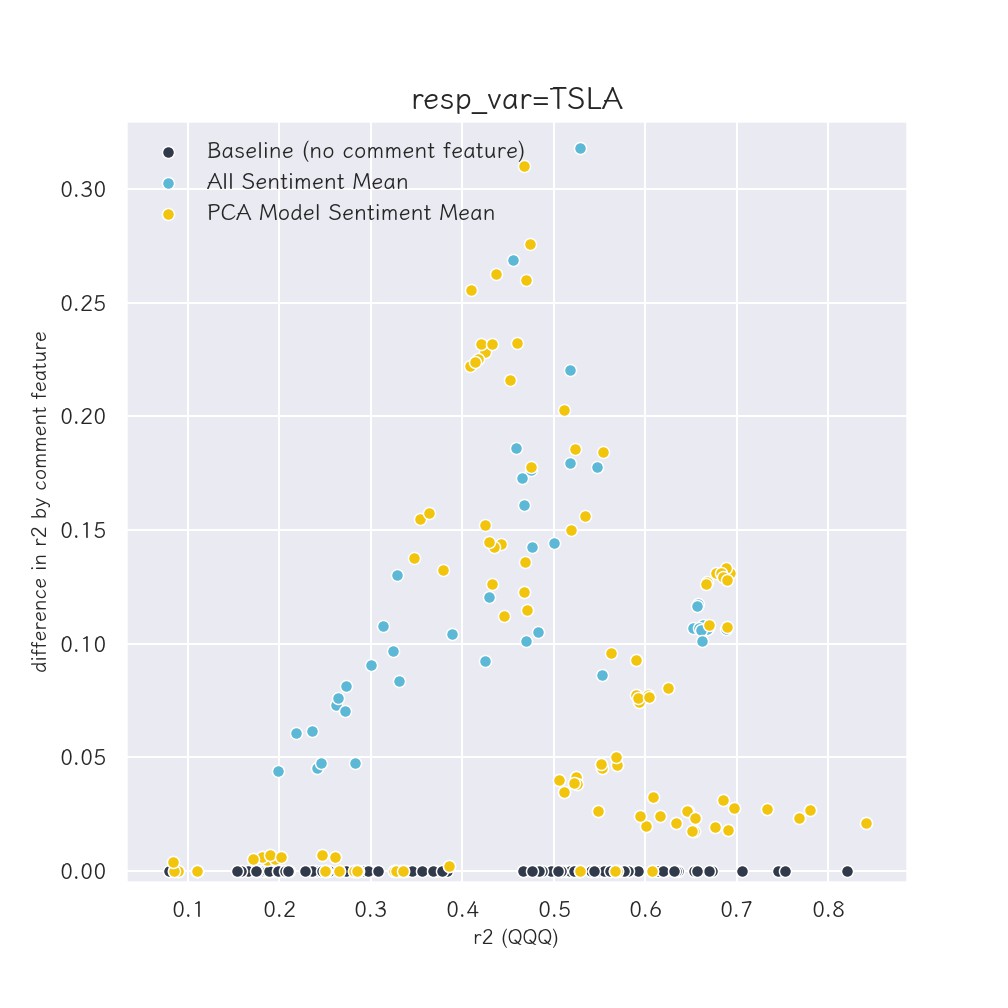 resp_var=TSLA
Baseline (no comment feature)
All Sentiment Mean
PCA Model Sentiment Mean
difference in r2 by comment feature
0.30
0.25
0.20
0.15
0.10
0.05
0.00
0.1 0.2 0.3 0.4 0.5 0.6 0.7 0.8
r2 (QQQ)